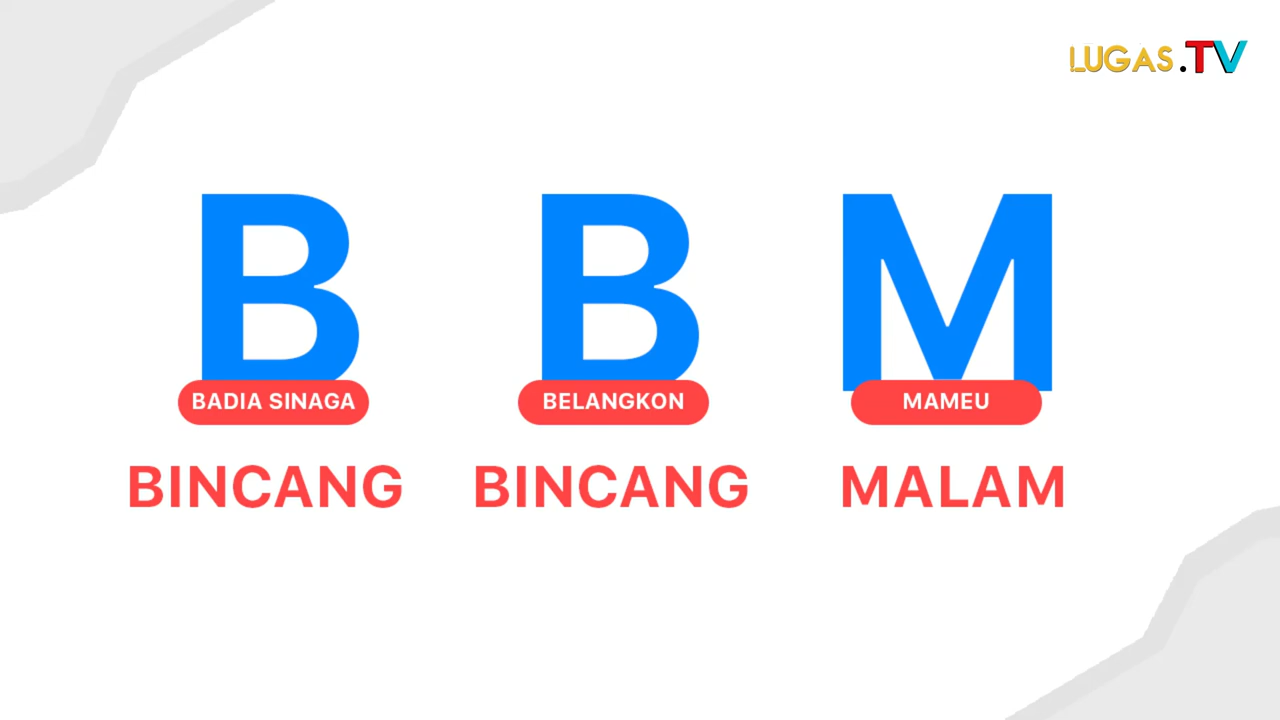 LUGAS.TV
B B M
BADIA SINAGA BELANGKON MAMEU
BINCANG BINCANG MALAM